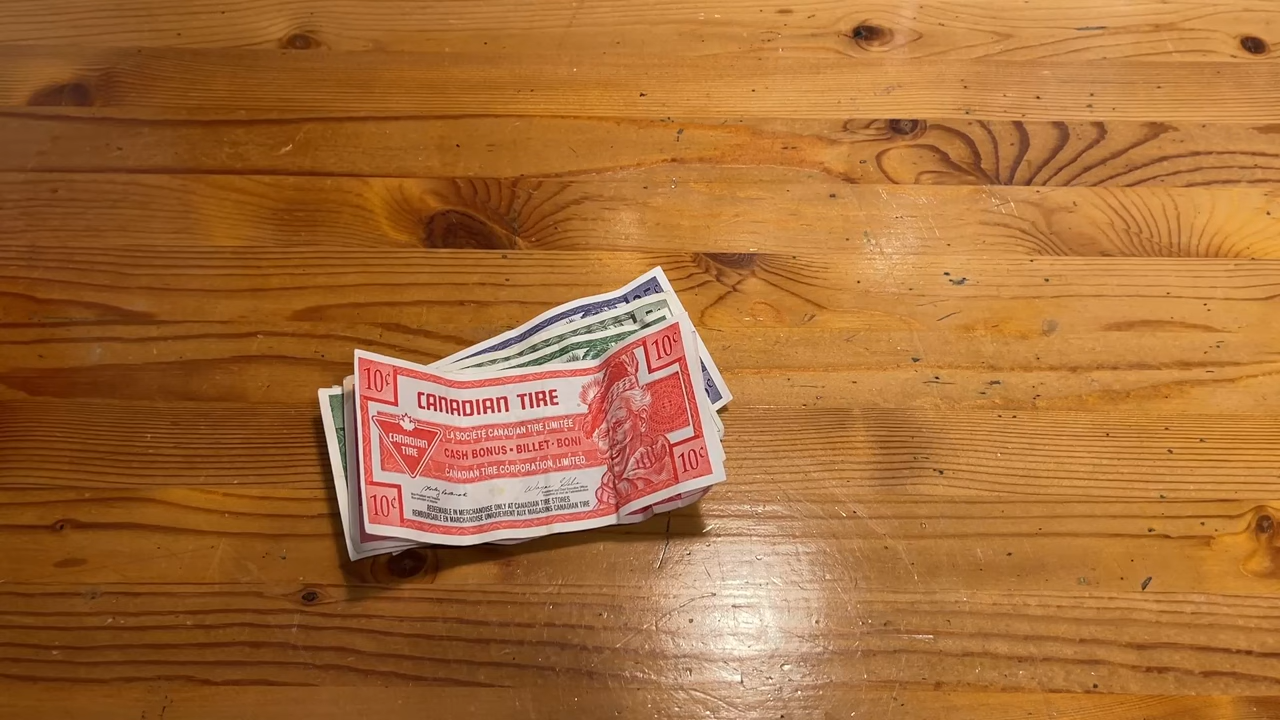 25¢
10¢
10¢
CANADIAN TIRE
CANADIAN
TIRE
LA SOCIÉTÉ CANADIAN TIRE LIMITÉE
CASH BONUS • BILLET-BONI
CANADIAN TIRE CORPORATION, LIMITED
10¢
10¢
REDEEMABLE IN MERCHANDISE ONLY AT CANADIAN TIRE STORES
REMBOURSABLE EN MARCHANDISE UNIQUEMENT AUX MAGASINS CANADIAN TIRE